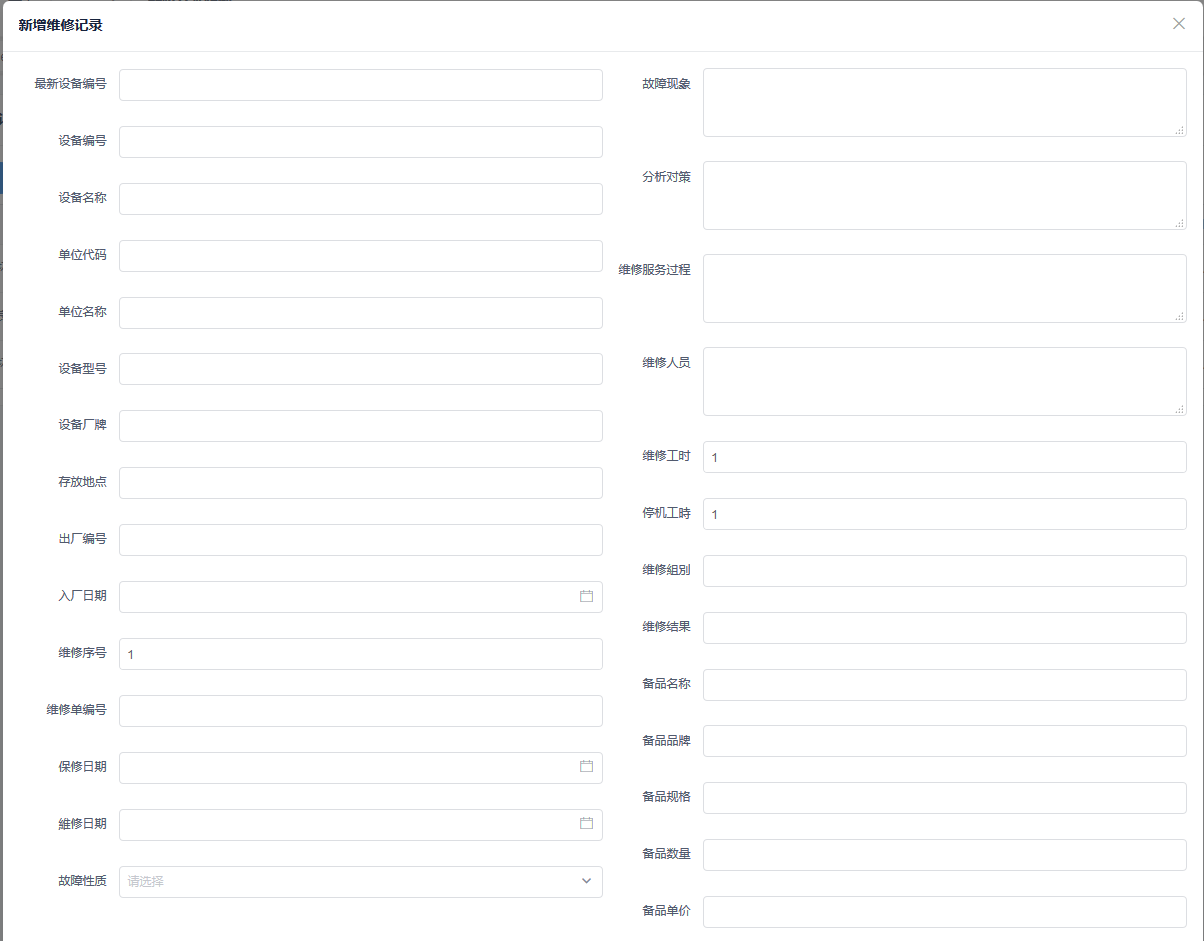 新增维修记录
最新设备编号
设备编号
设备名称
单位代码
单位名称
设备型号
设备厂牌
存放地点
出厂编号
入厂日期
维修序号 1
维修单编号
保修日期
維修日期
故障性质 请选择
故障现象
分析对策
维修服务过程
维修人员
维修工时 1
停机工時 1
维修組别
维修结果
备品名称
备品品牌
备品规格
备品数量
备品单价